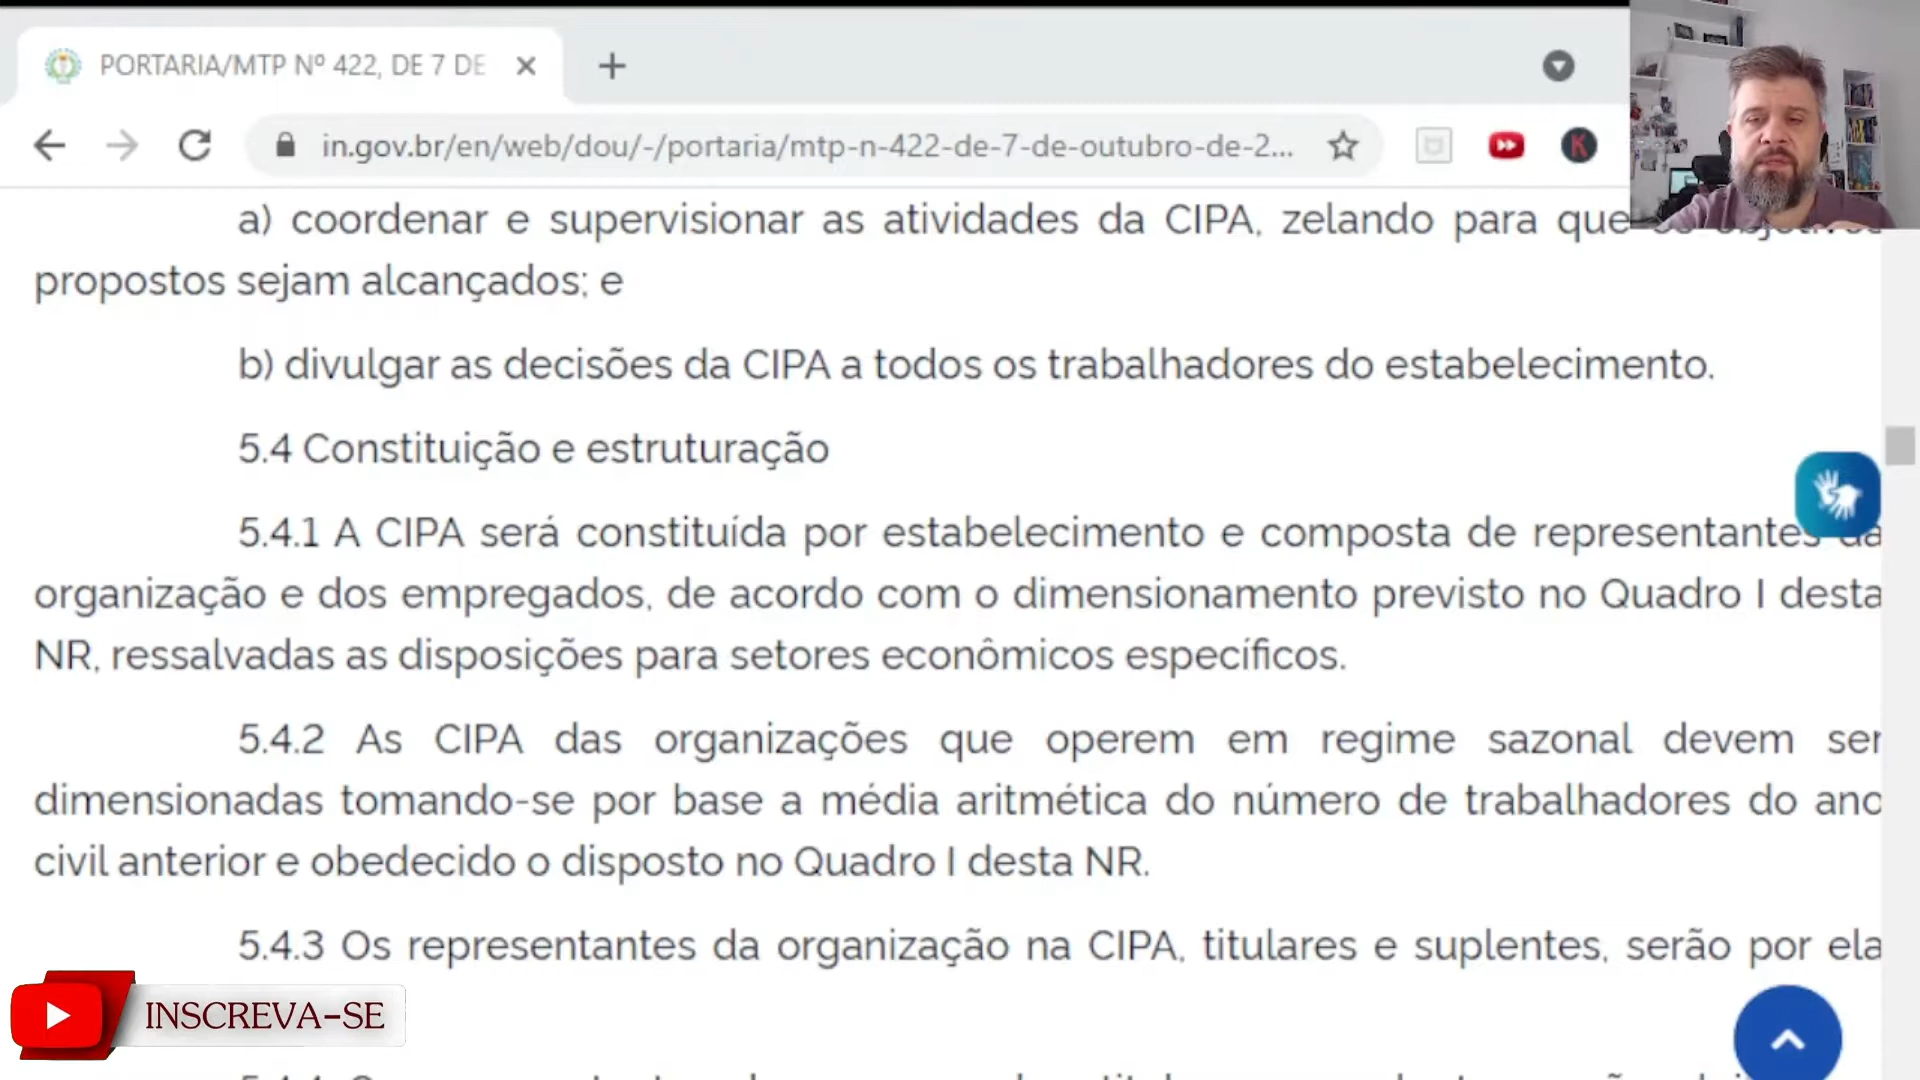 PORTARIA/MTP Nº 422, DE 7 DE
in.gov.br/en/web/dou/-/portaria/mtp-n-422-de-7-de-outubro-de-2...
a) coordenar e supervisionar as atividades da CIPA, zelando para que
propostos sejam alcançados; e
b) divulgar as decisões da CIPA a todos os trabalhadores do estabelecimento.
5.4 Constituição e estruturação
5.4.1 A CIPA será constituída por estabelecimento e composta de representantes da
organização e dos empregados, de acordo com o dimensionamento previsto no Quadro I desta
NR, ressalvadas as disposições para setores econômicos específicos.
5.4.2 As CIPA das organizações que operem em regime sazonal devem ser
dimensionadas tomando-se por base a média aritmética do número de trabalhadores do ano
civil anterior e obedecido o disposto no Quadro I desta NR.
5.4.3 Os representantes da organização na CIPA, titulares e suplentes, serão por ela
INSCREVA-SE